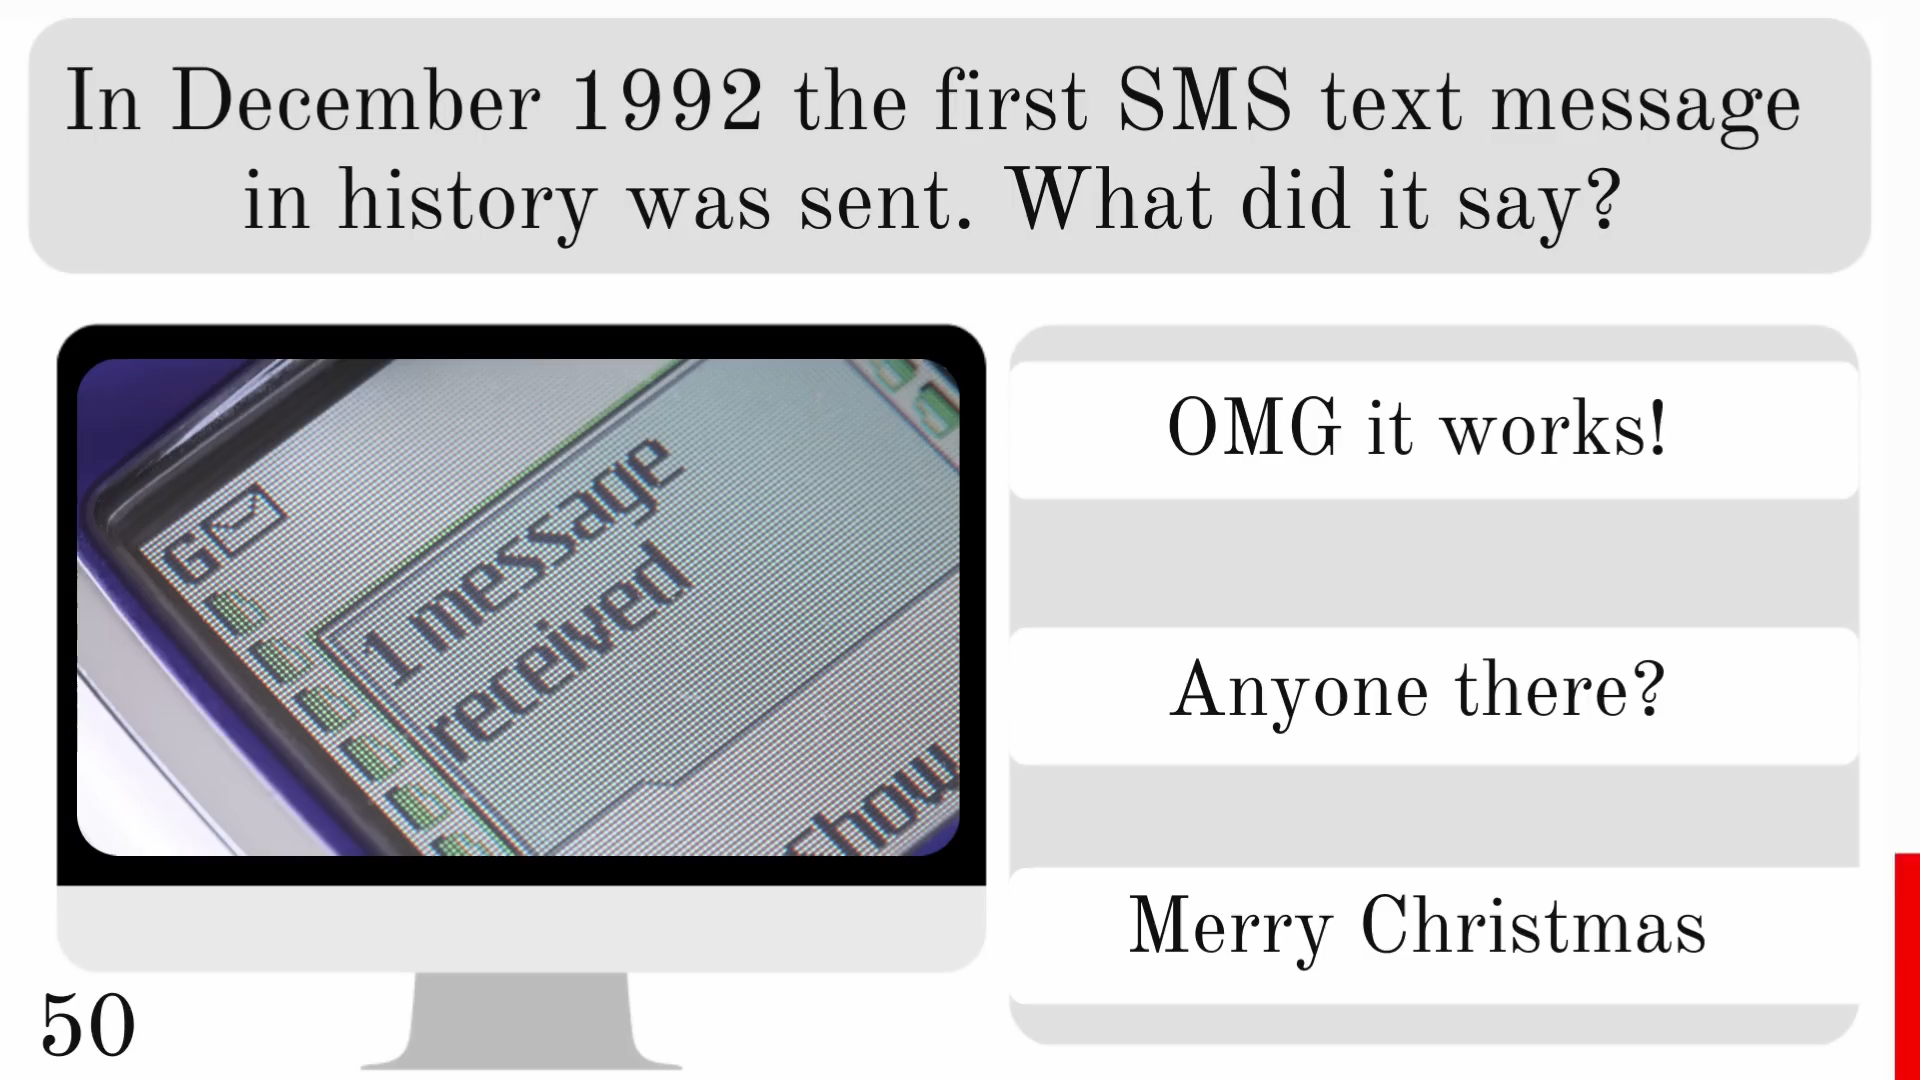 In December 1992 the first SMS text message
in history was sent. What did it say?
G
1 message
received
Show
OMG it works!
Anyone there?
Merry Christmas
50